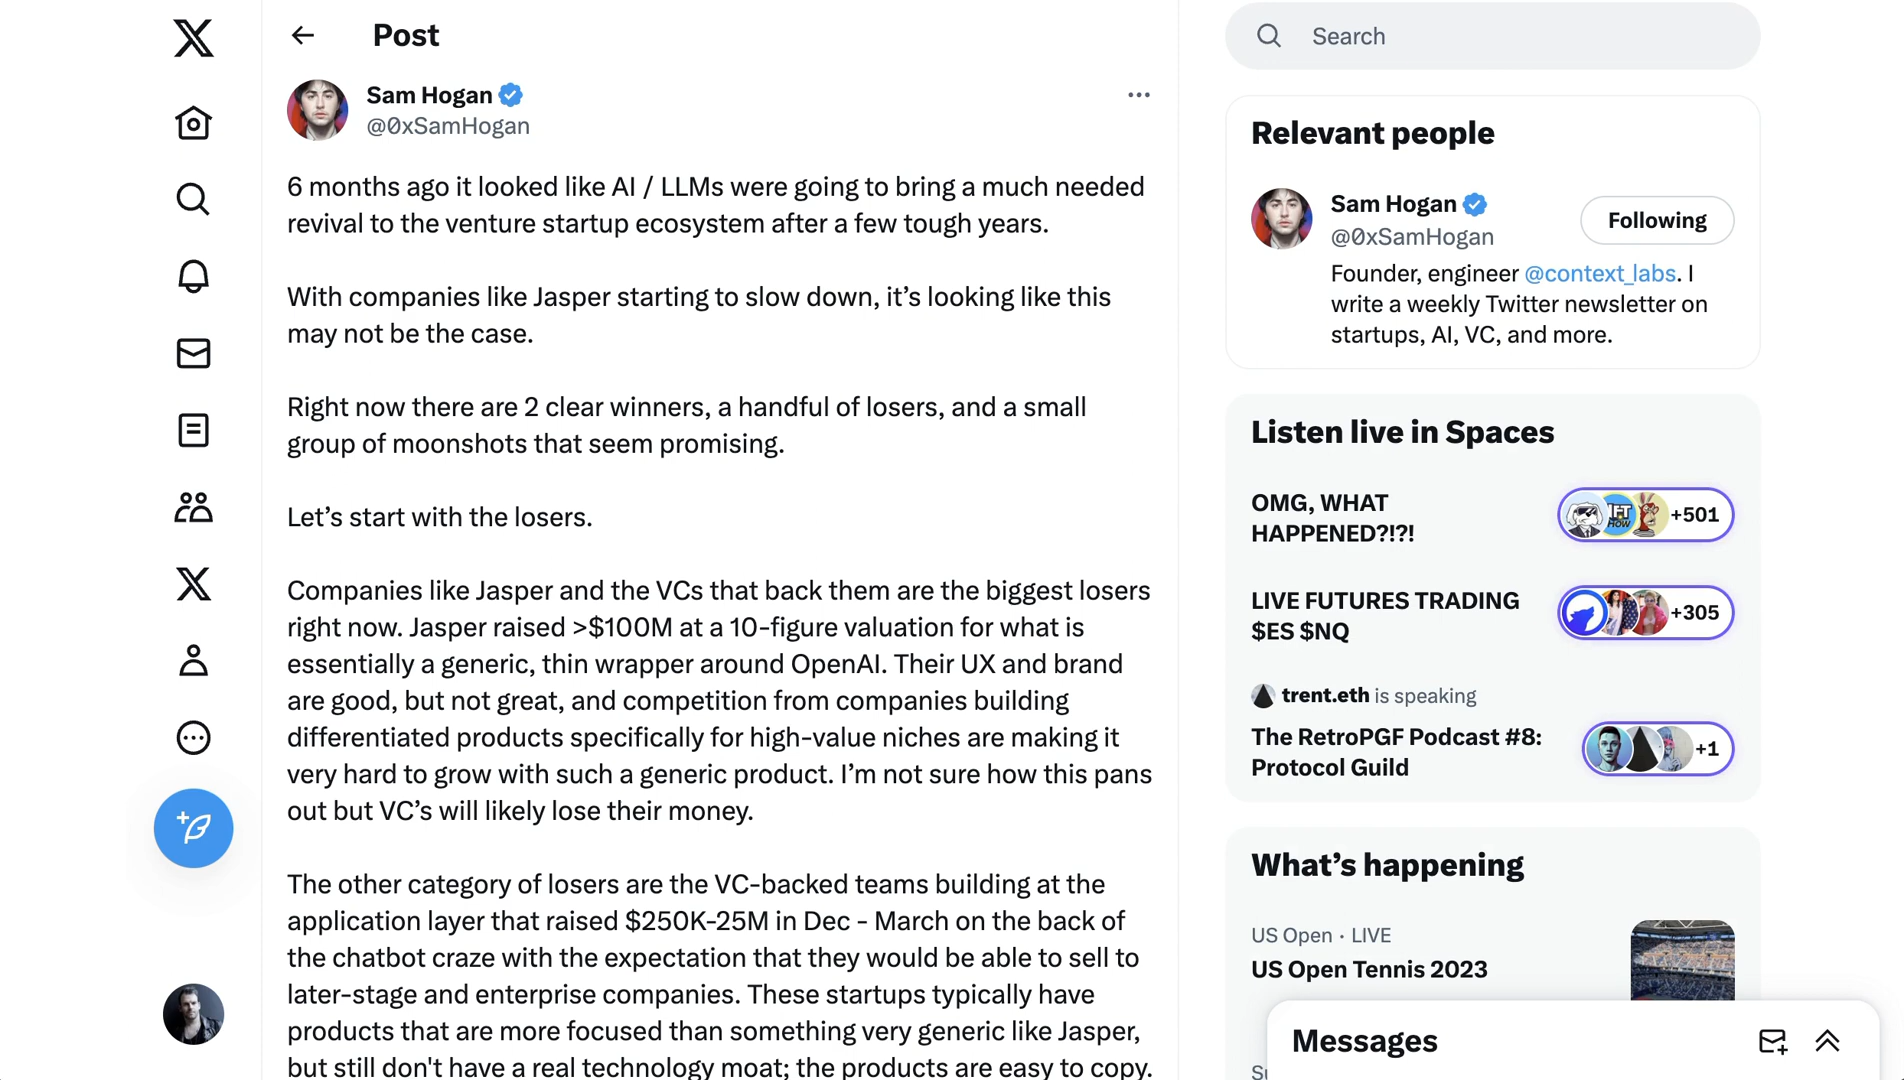 Post
Sam Hogan
@0xSamHogan
6 months ago it looked like AI / LLMs were going to bring a much needed
revival to the venture startup ecosystem after a few tough years.
With companies like Jasper starting to slow down, it’s looking like this
may not be the case.
Right now there are 2 clear winners, a handful of losers, and a small
group of moonshots that seem promising.
Let’s start with the losers.
Companies like Jasper and the VCs that back them are the biggest losers
right now. Jasper raised >$100M at a 10-figure valuation for what is
essentially a generic, thin wrapper around OpenAI. Their UX and brand
are good, but not great, and competition from companies building
differentiated products specifically for high-value niches are making it
very hard to grow with such a generic product. I’m not sure how this pans
out but VC’s will likely lose their money.
The other category of losers are the VC-backed teams building at the
application layer that raised $250K-25M in Dec - March on the back of
the chatbot craze with the expectation that they would be able to sell to
later-stage and enterprise companies. These startups typically have
products that are more focused than something very generic like Jasper,
but still don't have a real technology moat; the products are easy to copy.
Search
Relevant people
Sam Hogan
@0xSamHogan
Following
Founder, engineer @context_labs. I
write a weekly Twitter newsletter on
startups, AI, VC, and more.
Listen live in Spaces
OMG, WHAT
HAPPENED?!?!
+501
LIVE FUTURES TRADING
$ES $NQ
+305
trent.eth is speaking
The RetroPGF Podcast #8:
Protocol Guild
+1
What’s happening
US Open · LIVE
US Open Tennis 2023
Messages